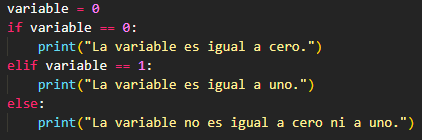 variable = 0
if variable == 0:
    print("La variable es igual a cero.")
elif variable == 1:
    print("La variable es igual a uno.")
else:
    print("La variable no es igual a cero ni a uno.")